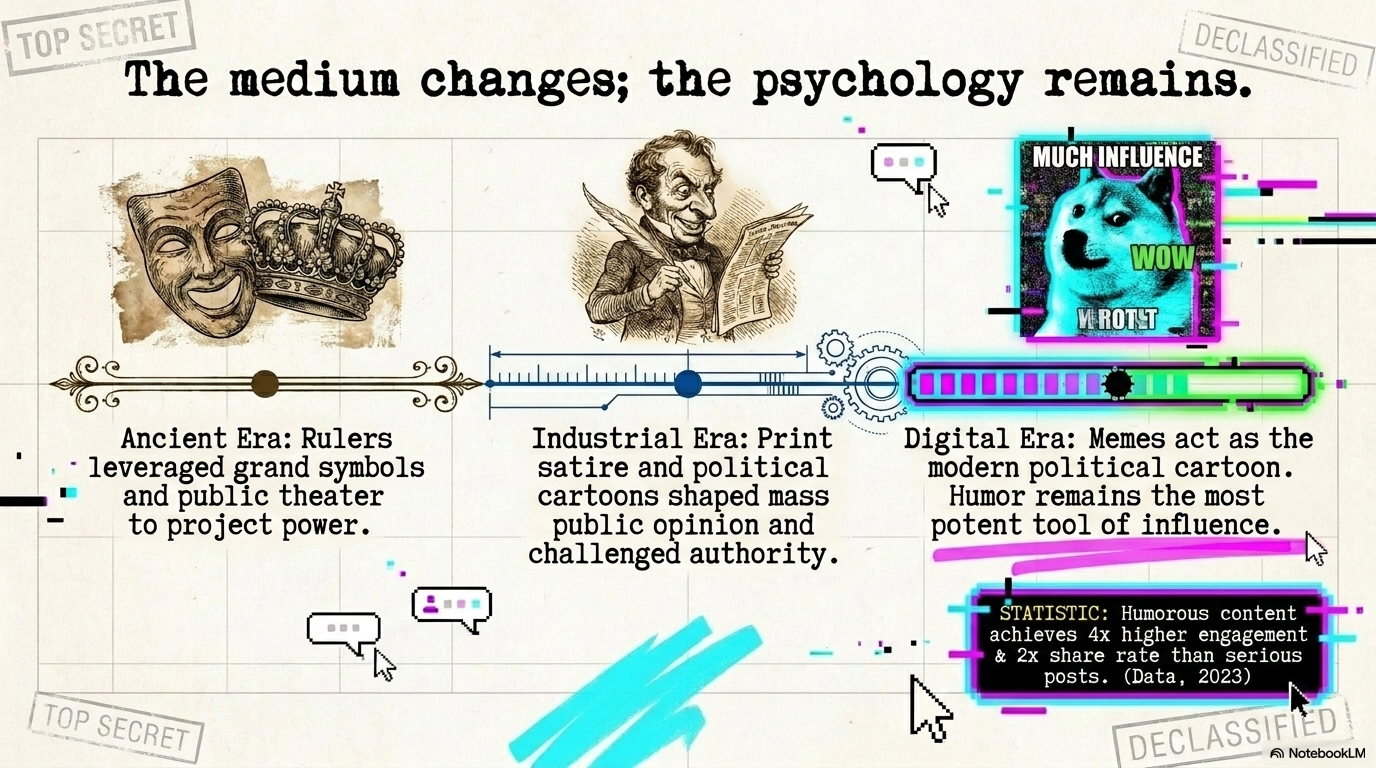 TOP SECRET
DECLASSIFIED
The medium changes; the psychology remains.
MUCH INFLUENCE
WOW
Ancient Era: Rulers
leveraged grand symbols
and public theater
to project power.
Industrial Era: Print
satire and political
cartoons shaped mass
public opinion and
challenged authority.
Digital Era: Memes act as the
modern political cartoon.
Humor remains the most
potent tool of influence.
STATISTIC: Humorous content
achieves 4x higher engagement
& 2x share rate than serious
posts. (Data, 2023)
TOP SECRET
DECLASSIFIED
NotebookLM